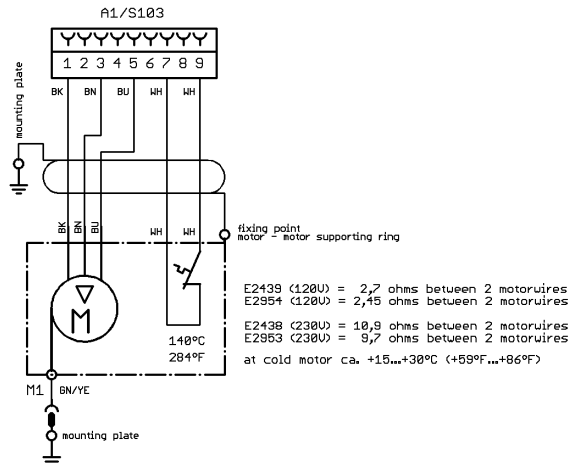 A1/S103
1 2 3 4 5 6 7 8 9
BK BN BU WH WH
mounting plate
BK BN BU WH WH
fixing point
motor - motor supporting ring
E2439 (120V) = 2,7 ohms between 2 motorwires
E2954 (120V) = 2,45 ohms between 2 motorwires
E2438 (230V) = 10,9 ohms between 2 motorwires
E2953 (230V) = 9,7 ohms between 2 motorwires
M
140°C
284°F
at cold motor ca. +15...+30°C (+59°F...+86°F)
M1 GN/YE
mounting plate